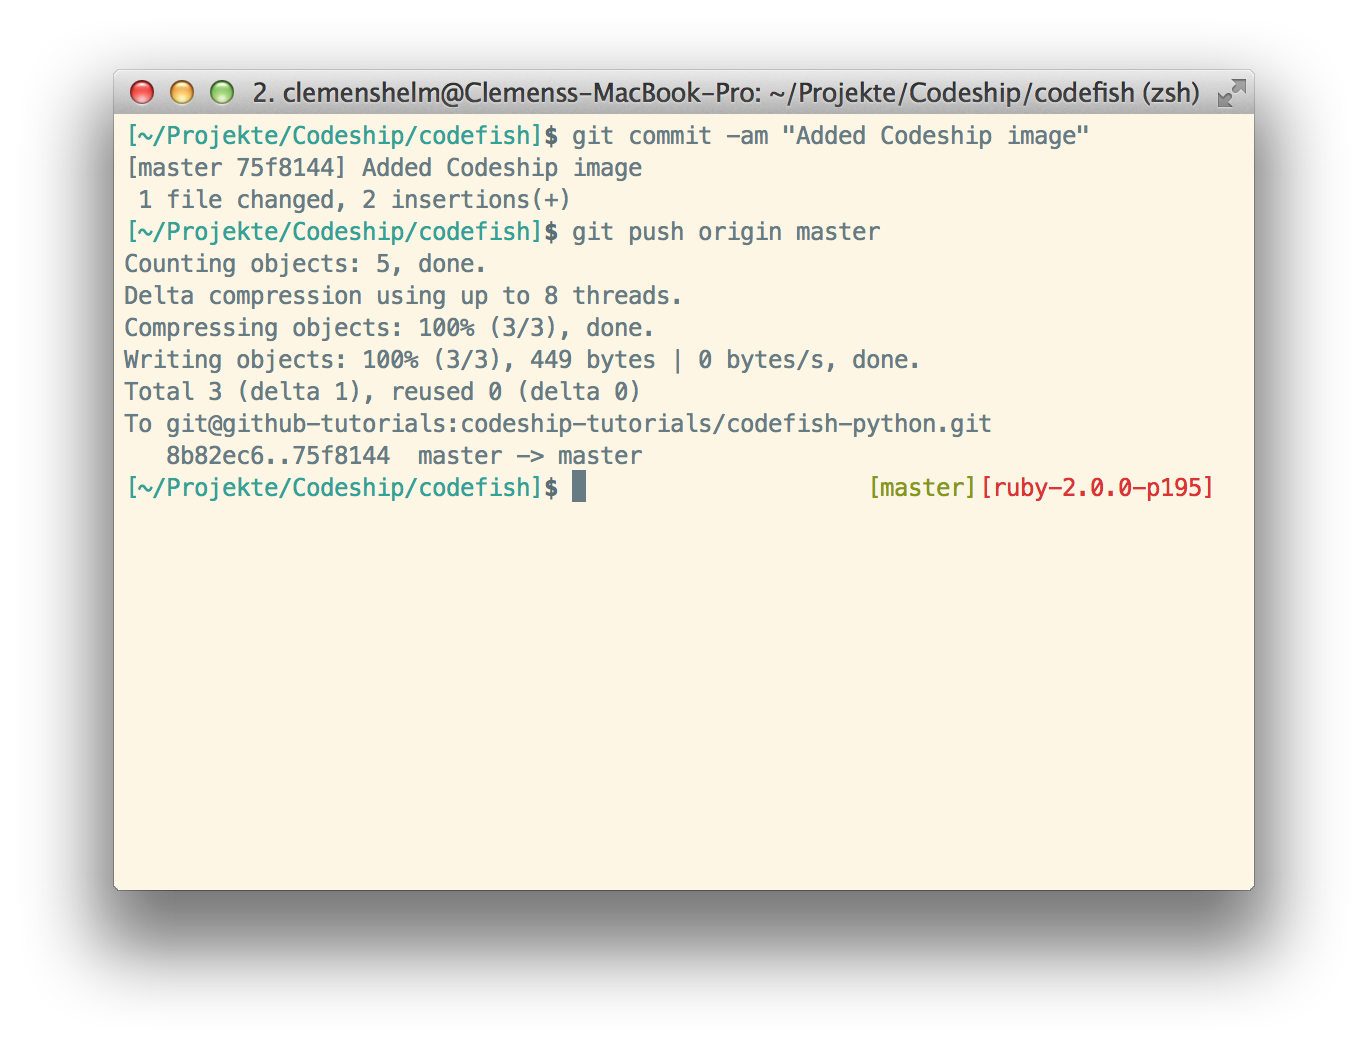 2. clemenshelm@Clemenss-MacBook-Pro: ~/Projekte/Codeship/codefish (zsh)
[~/Projekte/Codeship/codefish]$ git commit -am "Added Codeship image"
[master 75f8144] Added Codeship image
 1 file changed, 2 insertions(+)
[~/Projekte/Codeship/codefish]$ git push origin master
Counting objects: 5, done.
Delta compression using up to 8 threads.
Compressing objects: 100% (3/3), done.
Writing objects: 100% (3/3), 449 bytes | 0 bytes/s, done.
Total 3 (delta 1), reused 0 (delta 0)
To git@github-tutorials:codeship-tutorials/codefish-python.git
   8b82ec6..75f8144  master -> master
[~/Projekte/Codeship/codefish]$ [master][ruby-2.0.0-p195]